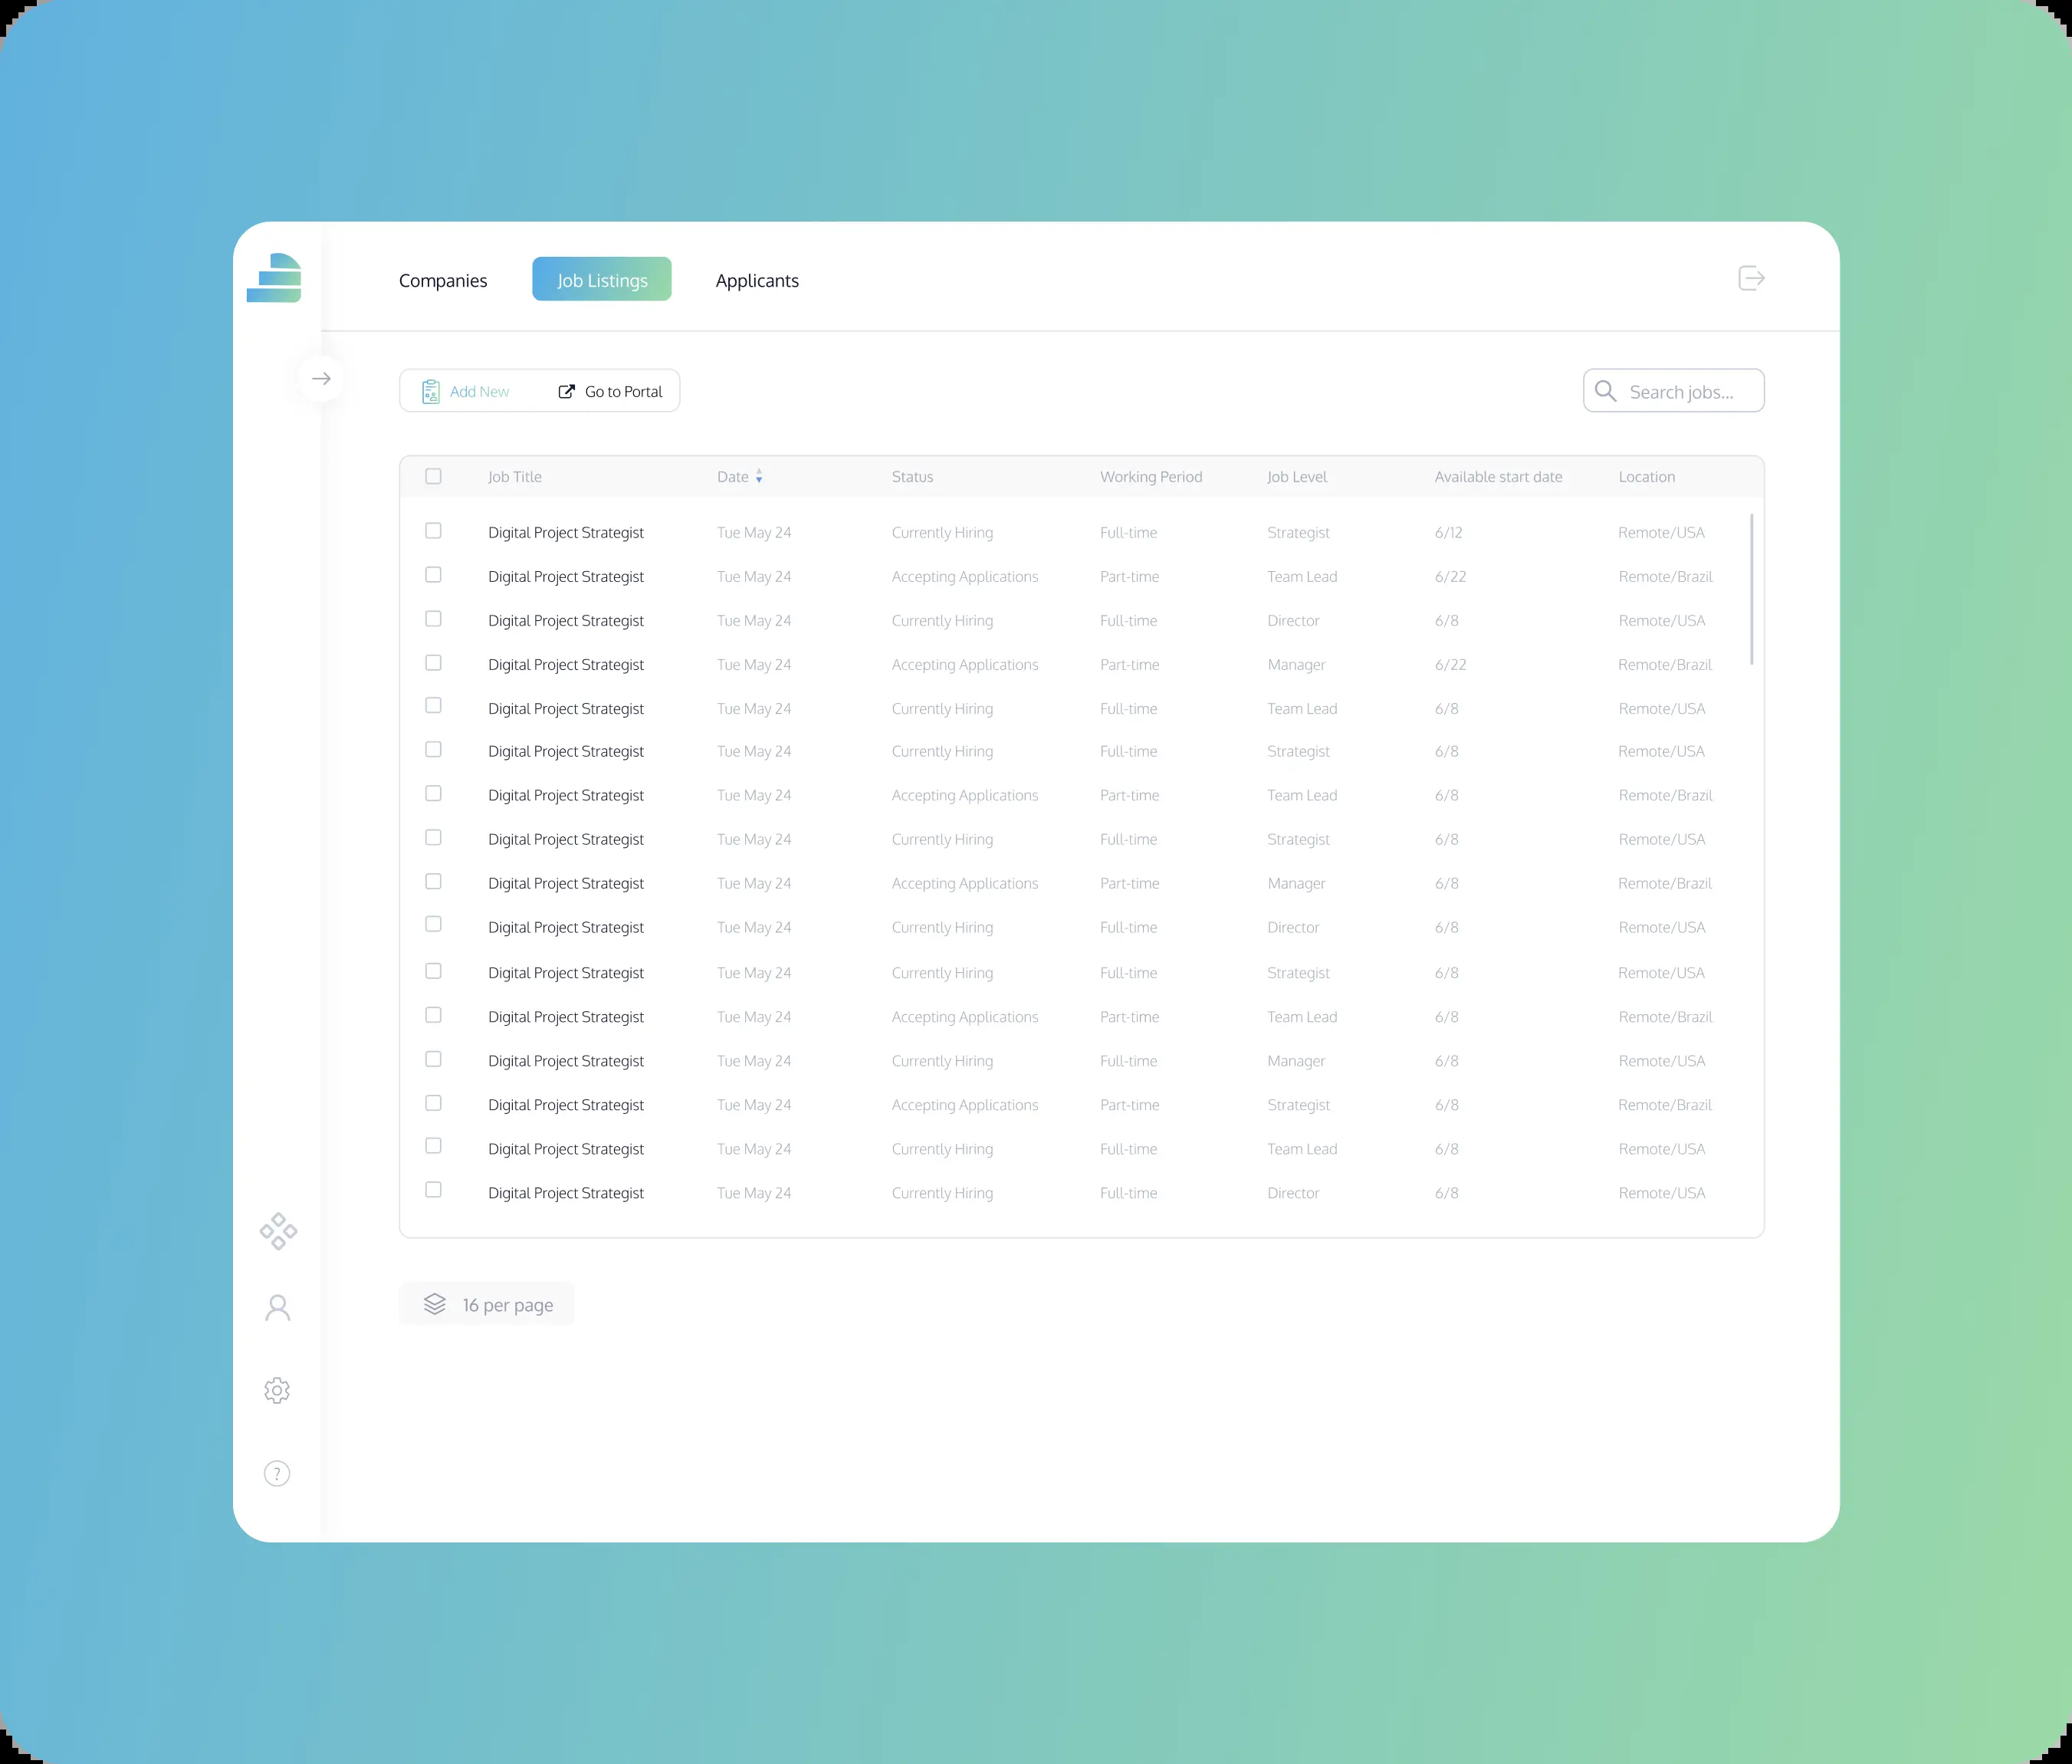 Companies Job Listings Applicants
Add New Go to Portal Search jobs...
Job Title Date Status Working Period Job Level Available start date Location
Digital Project Strategist Tue May 24 Currently Hiring Full-time Strategist 6/12 Remote/USA
Digital Project Strategist Tue May 24 Accepting Applications Part-time Team Lead 6/22 Remote/Brazil
Digital Project Strategist Tue May 24 Currently Hiring Full-time Director 6/8 Remote/USA
Digital Project Strategist Tue May 24 Accepting Applications Part-time Manager 6/22 Remote/Brazil
Digital Project Strategist Tue May 24 Currently Hiring Full-time Team Lead 6/8 Remote/USA
Digital Project Strategist Tue May 24 Currently Hiring Full-time Strategist 6/8 Remote/USA
Digital Project Strategist Tue May 24 Accepting Applications Part-time Team Lead 6/8 Remote/Brazil
Digital Project Strategist Tue May 24 Currently Hiring Full-time Strategist 6/8 Remote/USA
Digital Project Strategist Tue May 24 Accepting Applications Part-time Manager 6/8 Remote/Brazil
Digital Project Strategist Tue May 24 Currently Hiring Full-time Director 6/8 Remote/USA
Digital Project Strategist Tue May 24 Currently Hiring Full-time Strategist 6/8 Remote/USA
Digital Project Strategist Tue May 24 Accepting Applications Part-time Team Lead 6/8 Remote/Brazil
Digital Project Strategist Tue May 24 Currently Hiring Full-time Manager 6/8 Remote/USA
Digital Project Strategist Tue May 24 Accepting Applications Part-time Strategist 6/8 Remote/Brazil
Digital Project Strategist Tue May 24 Currently Hiring Full-time Team Lead 6/8 Remote/USA
Digital Project Strategist Tue May 24 Currently Hiring Full-time Director 6/8 Remote/USA
16 per page
?